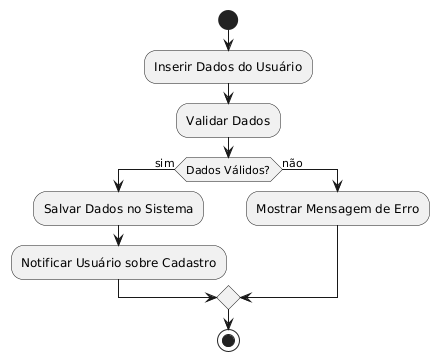 Inserir Dados do Usuário
Validar Dados
sim
Dados Válidos?
não
Salvar Dados no Sistema
Mostrar Mensagem de Erro
Notificar Usuário sobre Cadastro